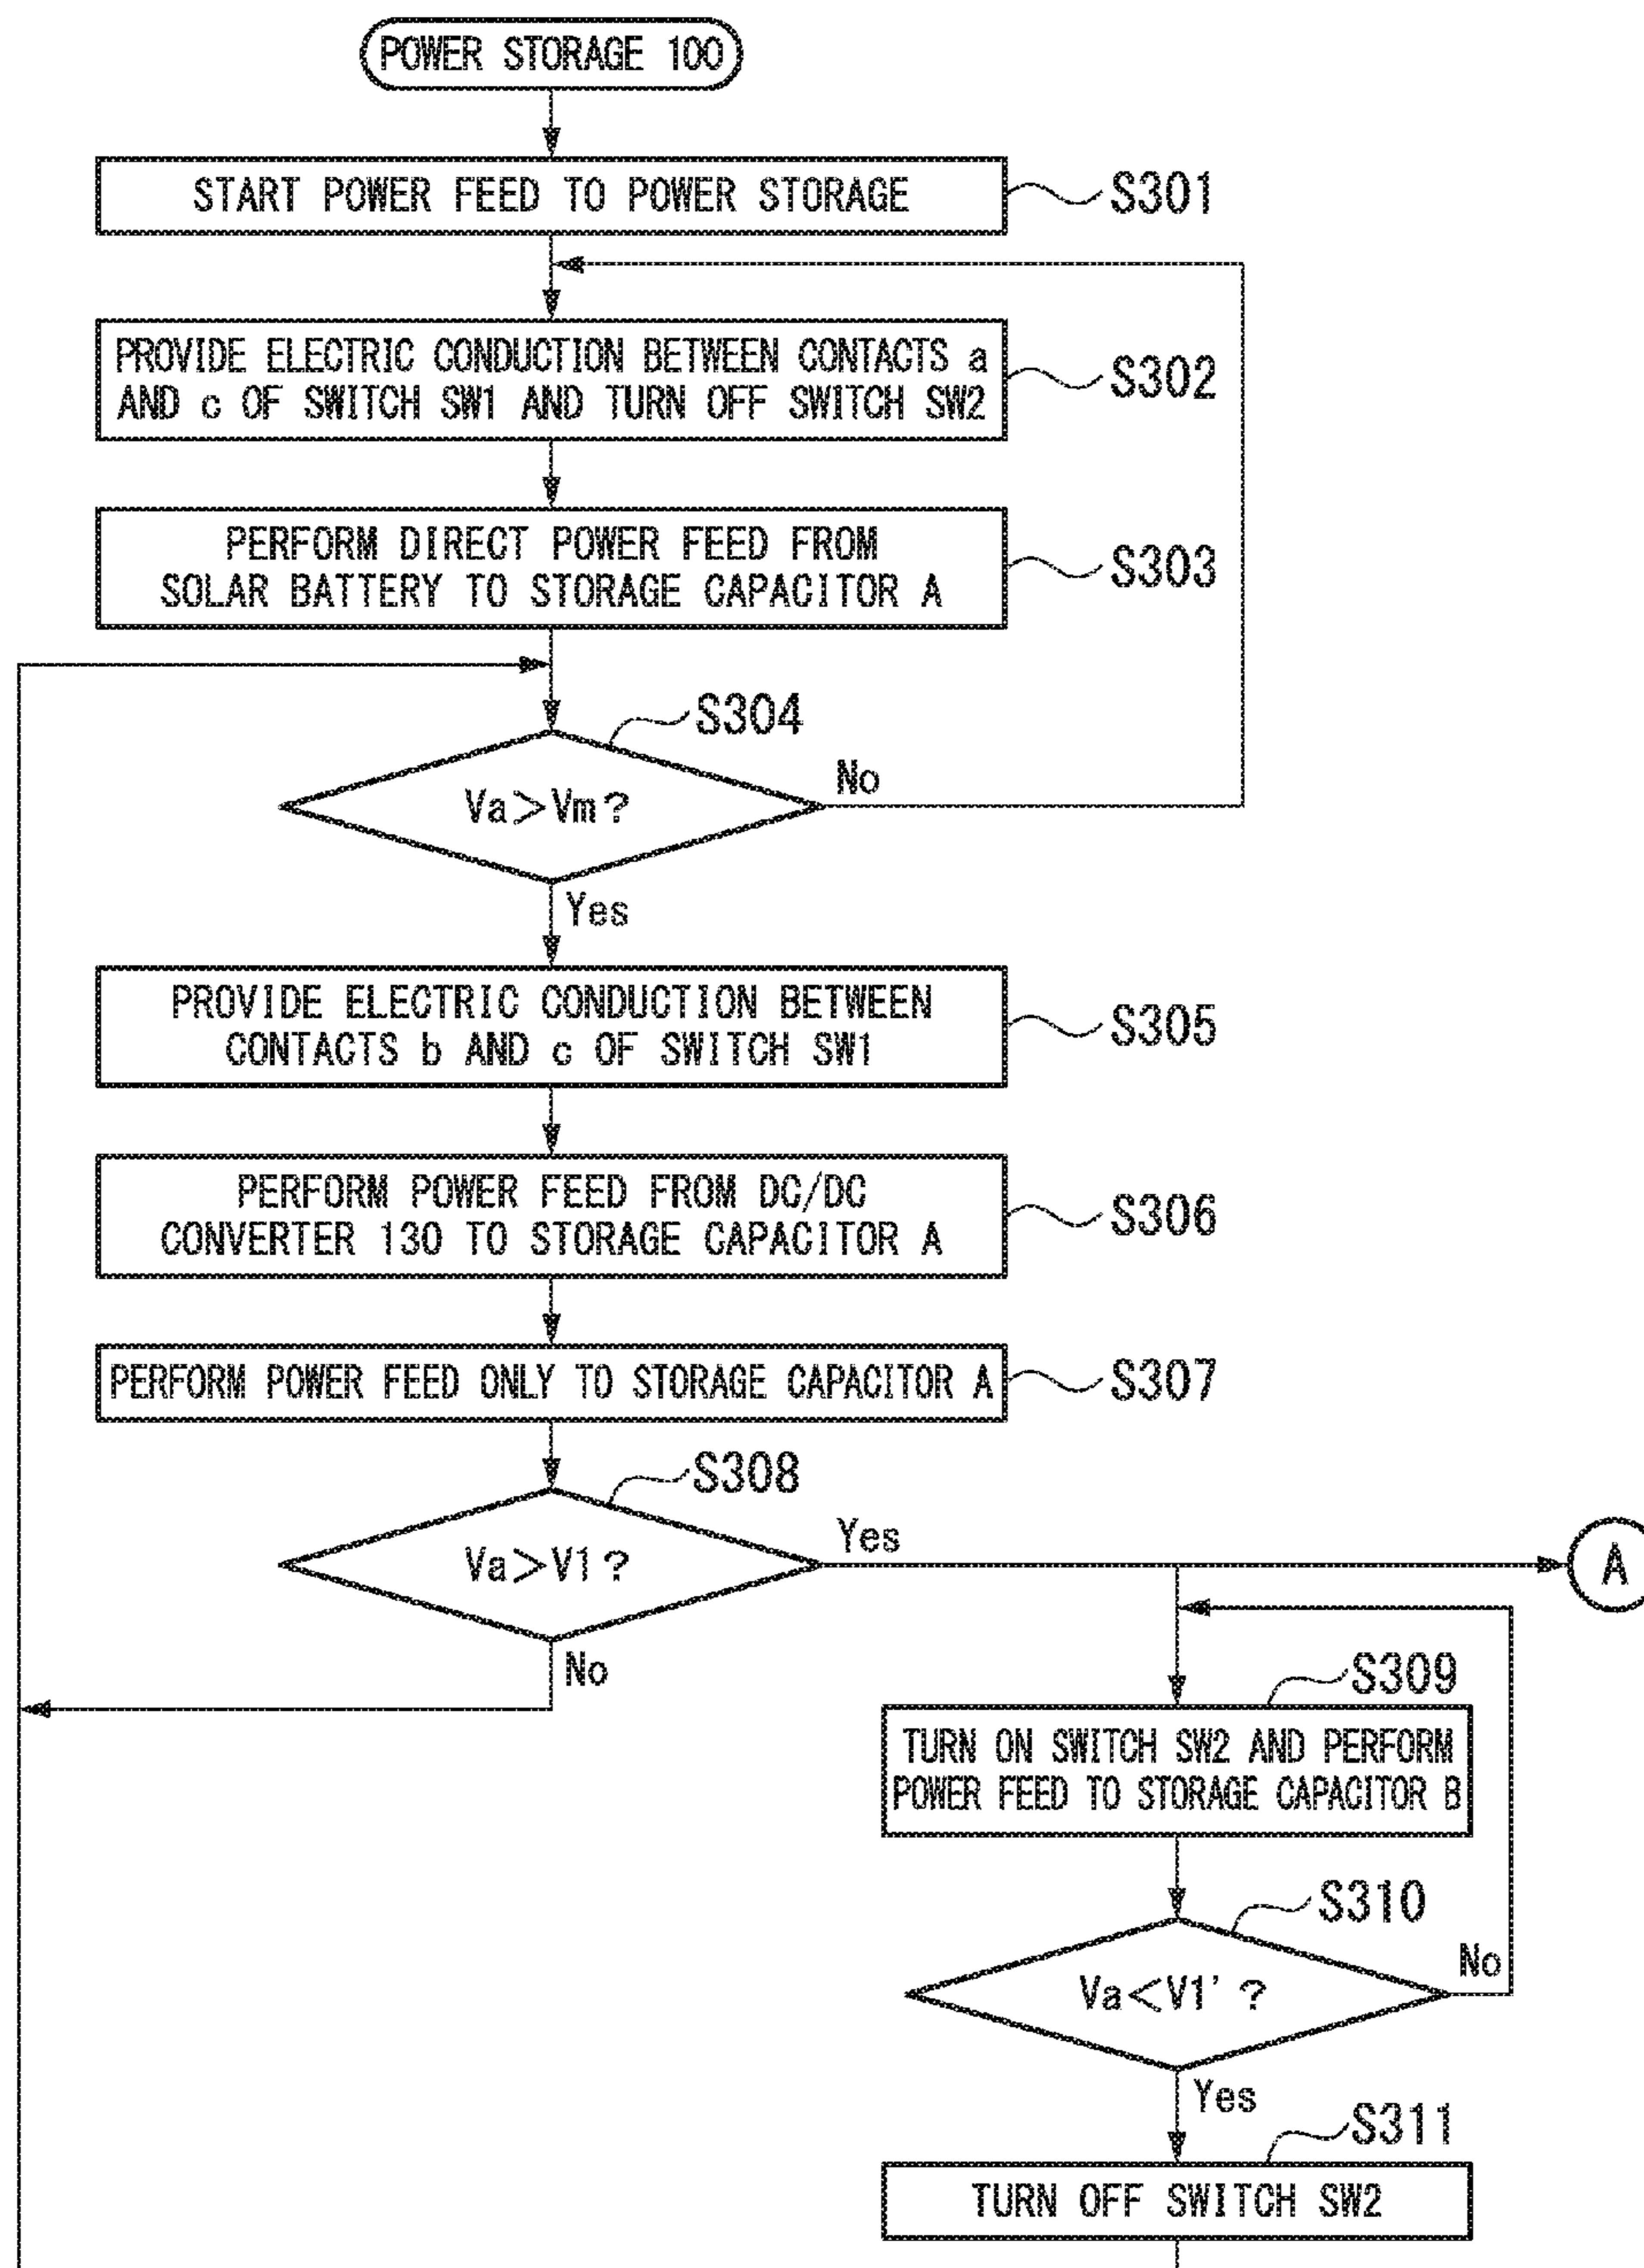 POWER STORAGE 100
START POWER FEED TO POWER STORAGE
S301
PROVIDE ELECTRIC CONDUCTION BETWEEN CONTACTS a
AND c OF SWITCH SW1 AND TURN OFF SWITCH SW2
S302
PERFORM DIRECT POWER FEED FROM
SOLAR BATTERY TO STORAGE CAPACITOR A
S303
S304
Va>Vm?
No
Yes
PROVIDE ELECTRIC CONDUCTION BETWEEN
CONTACTS b AND c OF SWITCH SW1
S305
PERFORM POWER FEED FROM DC/DC
CONVERTER 130 TO STORAGE CAPACITOR A
S306
PERFORM POWER FEED ONLY TO STORAGE CAPACITOR A
S307
S308
Va>V1?
Yes
A
No
S309
TURN ON SWITCH SW2 AND PERFORM
POWER FEED TO STORAGE CAPACITOR B
S310
Va<V1'?
No
Yes
S311
TURN OFF SWITCH SW2